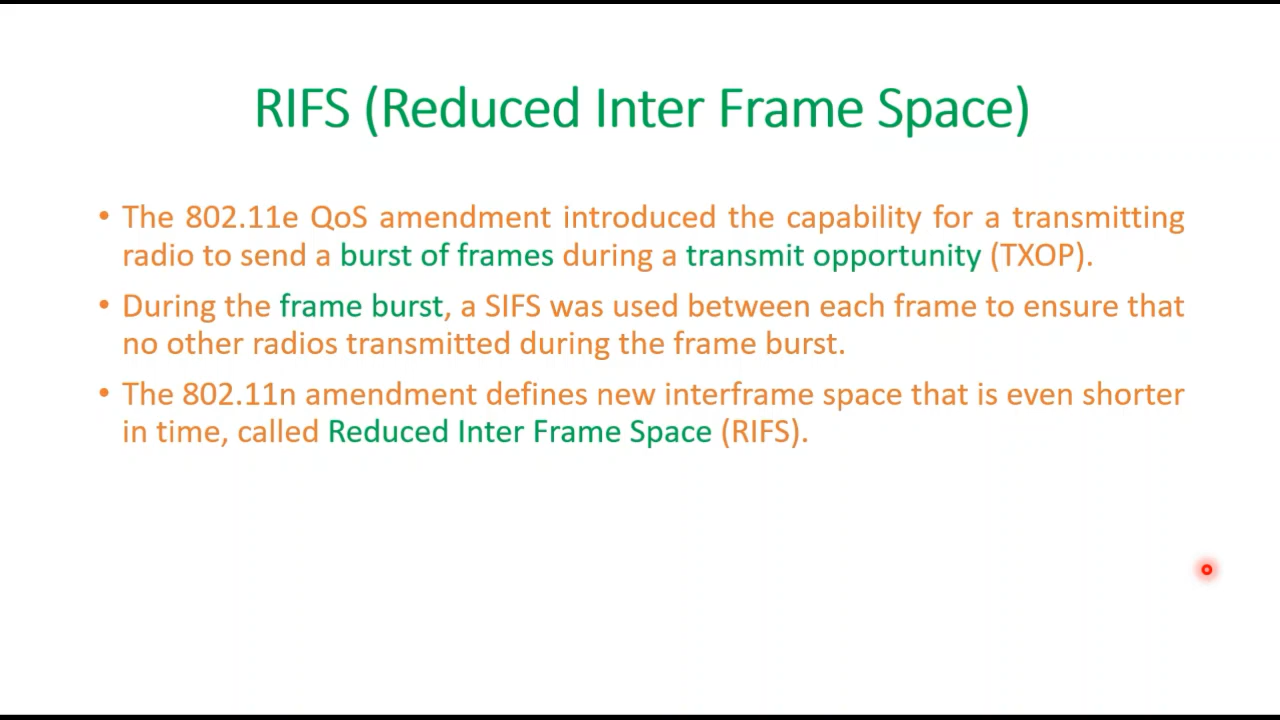 RIFS (Reduced Inter Frame Space)
• The 802.11e QoS amendment introduced the capability for a transmitting
radio to send a burst of frames during a transmit opportunity (TXOP).
• During the frame burst, a SIFS was used between each frame to ensure that
no other radios transmitted during the frame burst.
• The 802.11n amendment defines new interframe space that is even shorter
in time, called Reduced Inter Frame Space (RIFS).